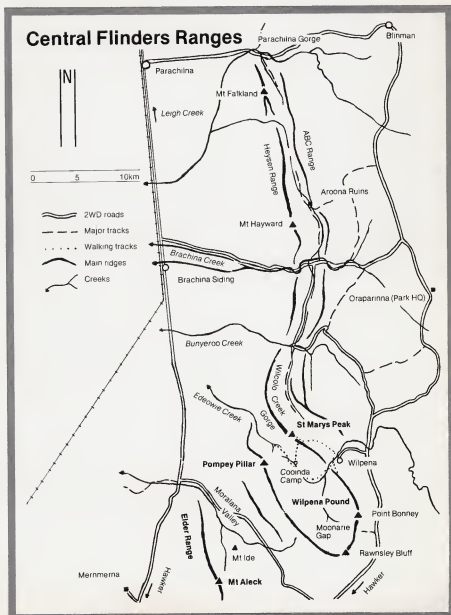 Central Flinders Ranges
Parachilna Gorge
Blinman
Parachilna
N
Mt Falkland
Leigh Creek
ABC Range
Heysen Range
0 5 10km
Aroona Ruins
Mt Hayward
2WD roads
Major tracks
Walking tracks
Main ridges
Creeks
Brachina Creek
Brachina Siding
Oraparinna (Park HQ)
Bunyeroo Creek
Wilcolo Creek
Edeowie Creek
Gorge
St Marys Peak
Pompey Pillar
Cooinda
Camp
Wilpena
Wilpena Pound
Moralana
Valley
Moonarie
Gap
Point Bonney
Elder Range
Mt Ide
Rawnsley Bluff
Mernmerna
Hawker
Mt Aleck
Hawker